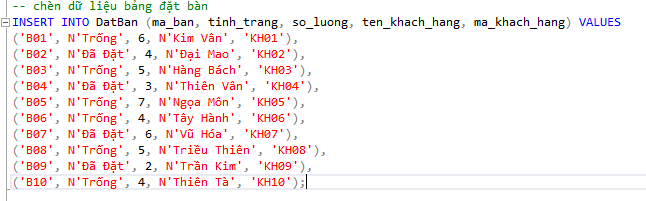 -- chèn dữ liệu bảng đặt bàn
INSERT INTO DatBan (ma_ban, tinh_trang, so_luong, ten_khach_hang, ma_khach_hang) VALUES
('B01', N'Trống', 6, N'Kim Vân', 'KH01'),
('B02', N'Đã Đặt', 4, N'Đại Mao', 'KH02'),
('B03', N'Trống', 5, N'Hàng Bách', 'KH03'),
('B04', N'Đã Đặt', 3, N'Thiên Vân', 'KH04'),
('B05', N'Trống', 7, N'Ngọa Môn', 'KH05'),
('B06', N'Trống', 4, N'Tây Hành', 'KH06'),
('B07', N'Đã Đặt', 6, N'Vũ Hóa', 'KH07'),
('B08', N'Trống', 5, N'Triều Thiên', 'KH08'),
('B09', N'Đã Đặt', 2, N'Trần Kim', 'KH09'),
('B10', N'Trống', 4, N'Thiên Tà', 'KH10');